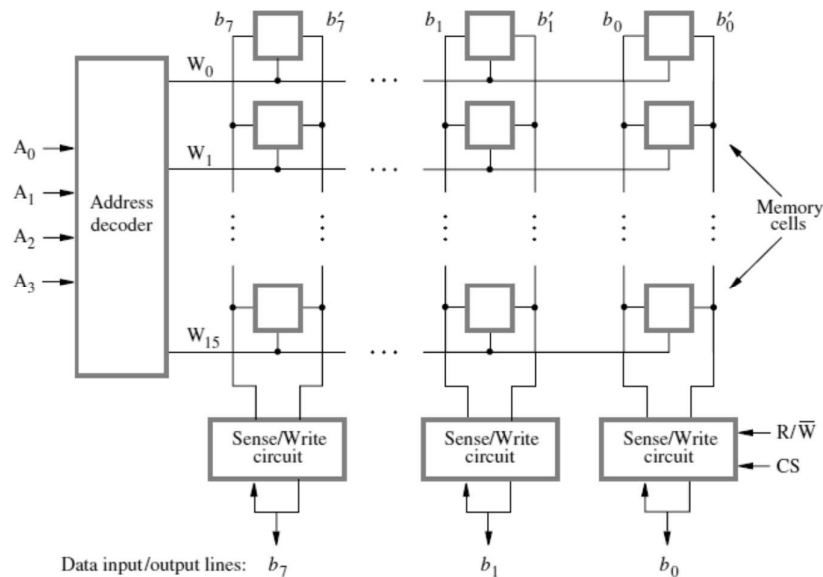 b₇ b′₇ b₁ b′₁ b₀ b′₀
W₀
W₁
A₀
A₁
A₂
A₃
Address
decoder
Memory
cells
W₁₅
Sense/Write
circuit
Sense/Write
circuit
Sense/Write
circuit
R/W̅
CS
Data input/output lines: b₇ b₁ b₀